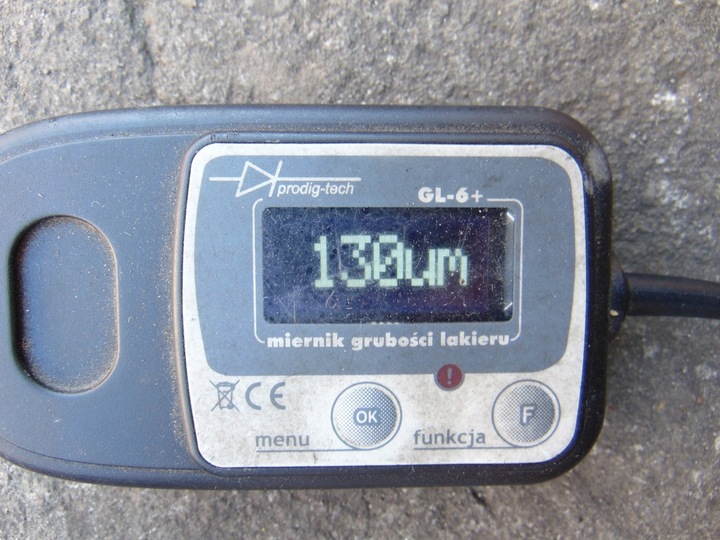 prodig-tech
GL-6+
130um
miernik grubości lakieru
CE
!
OK
F
menu
funkcja